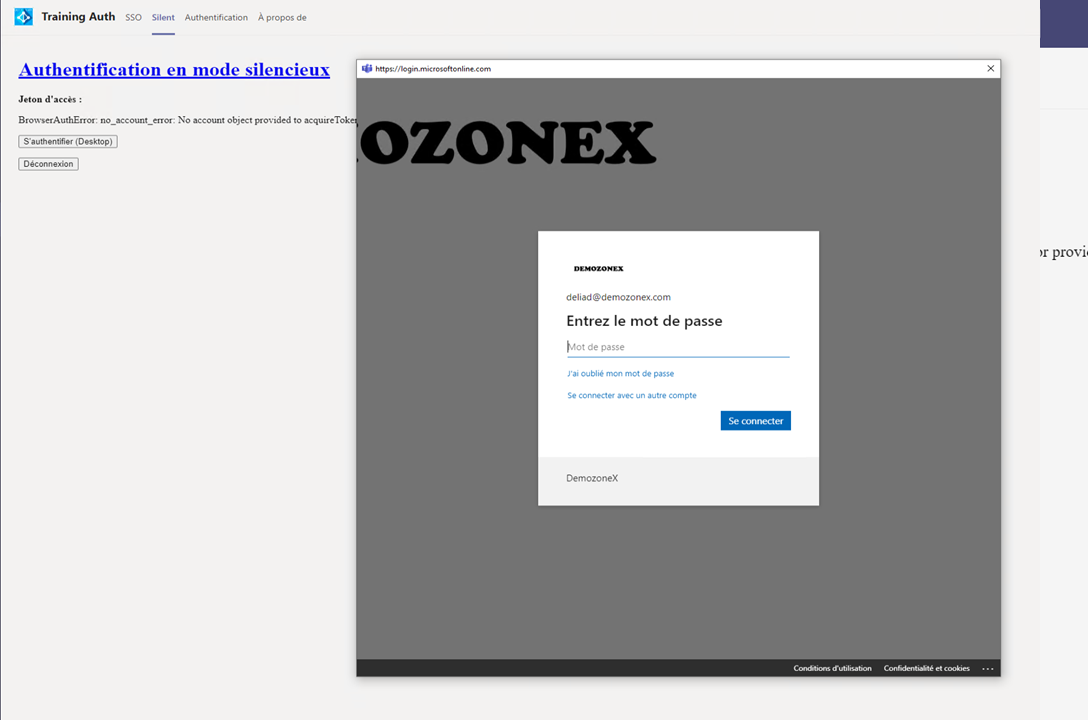 Training Auth SSO Silent Authentification À propos de
Authentification en mode silencieux
Jeton d'accès :
BrowserAuthError: no_account_error: No account object provided to
S'authentifier (Desktop)
Déconnexion
https://login.microsoftonline.com
OZONEX
DEMOZONEX
deliad@demozonex.com
Entrez le mot de passe
Mot de passe
J'ai oublié mon mot de passe
Se connecter avec un autre compte
Se connecter
DemozoneX
Conditions d'utilisation Confidentialité et cookies ...